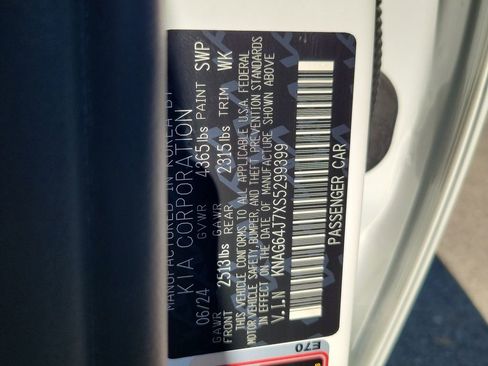 MANUFACTURED IN KOREA BY
KIA CORPORATION
06/24 GVWR 4365lbs PAINT SWP
GAWR FRONT 2513lbs GAWR REAR 2315lbs TRIM WK
THIS VEHICLE CONFORMS TO ALL APPLICABLE U.S.A. FEDERAL
MOTOR VEHICLE SAFETY, BUMPER, AND THEFT PREVENTION STANDARDS
IN EFFECT ON THE DATE OF MANUFACTURE SHOWN ABOVE
V.I.N KNAG64J7XS5299399
PASSENGER CAR
E70